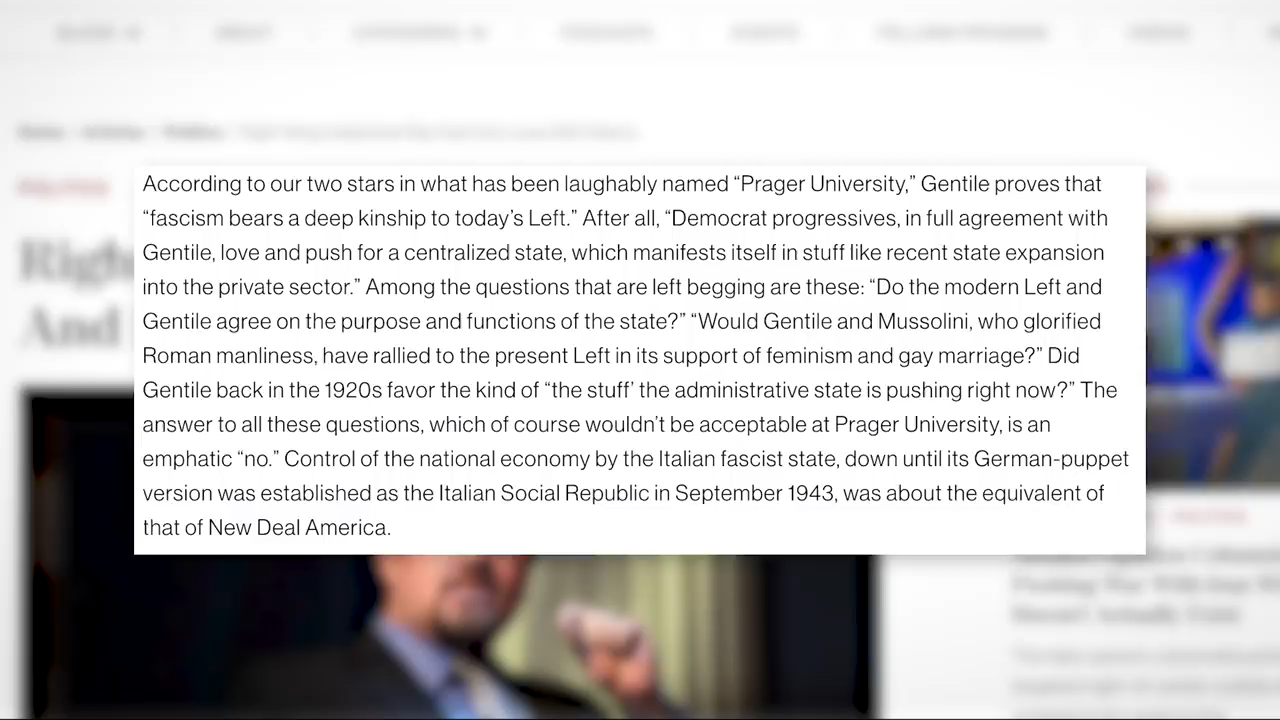 According to our two stars in what has been laughably named “Prager University,” Gentile proves that
“fascism bears a deep kinship to today’s Left.” After all, “Democrat progressives, in full agreement with
Gentile, love and push for a centralized state, which manifests itself in stuff like recent state expansion
into the private sector.” Among the questions that are left begging are these: “Do the modern Left and
Gentile agree on the purpose and functions of the state?” “Would Gentile and Mussolini, who glorified
Roman manliness, have rallied to the present Left in its support of feminism and gay marriage?” Did
Gentile back in the 1920s favor the kind of “the stuff’ the administrative state is pushing right now?” The
answer to all these questions, which of course wouldn’t be acceptable at Prager University, is an
emphatic “no.” Control of the national economy by the Italian fascist state, down until its German-puppet
version was established as the Italian Social Republic in September 1943, was about the equivalent of
that of New Deal America.